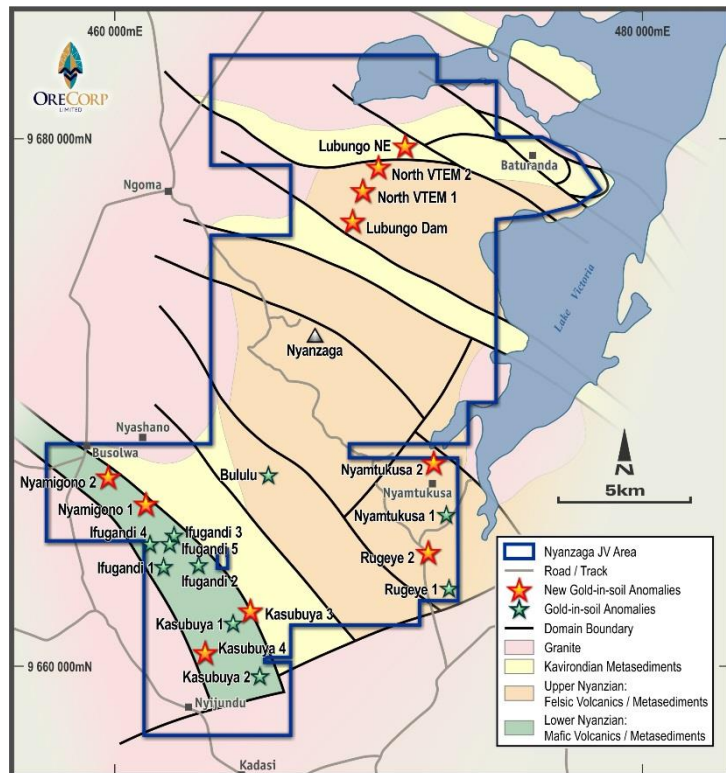 460 000mE
480 000mE
ORECORP
LIMITED
9 680 000mN
Lubungo NE
Baturanda
North VTEM 2
Ngoma
North VTEM 1
Lubungo Dam
Lake Victoria
Nyanzaga
Nyashano
Busolwa
Nyamigono 2
Bululu
Nyamtukusa 2
Nyamtukusa
N
5km
Nyamigono 1
Nyamtukusa 1
Ifugandi 4
Ifugandi 3
Ifugandi 5
Ifugandi 1
Ifugandi 2
Rugeye 2
Rugeye 1
Kasubuya 3
Kasubuya 1
Kasubuya 4
9 660 000mN
Kasubuya 2
Nyijundu
Kadasi
Nyanzaga JV Area
Road / Track
New Gold-in-soil Anomalies
Gold-in-soil Anomalies
Domain Boundary
Granite
Kavirondian Metasediments
Upper Nyanzian:
Felsic Volcanics / Metasediments
Lower Nyanzian:
Mafic Volcanics / Metasediments